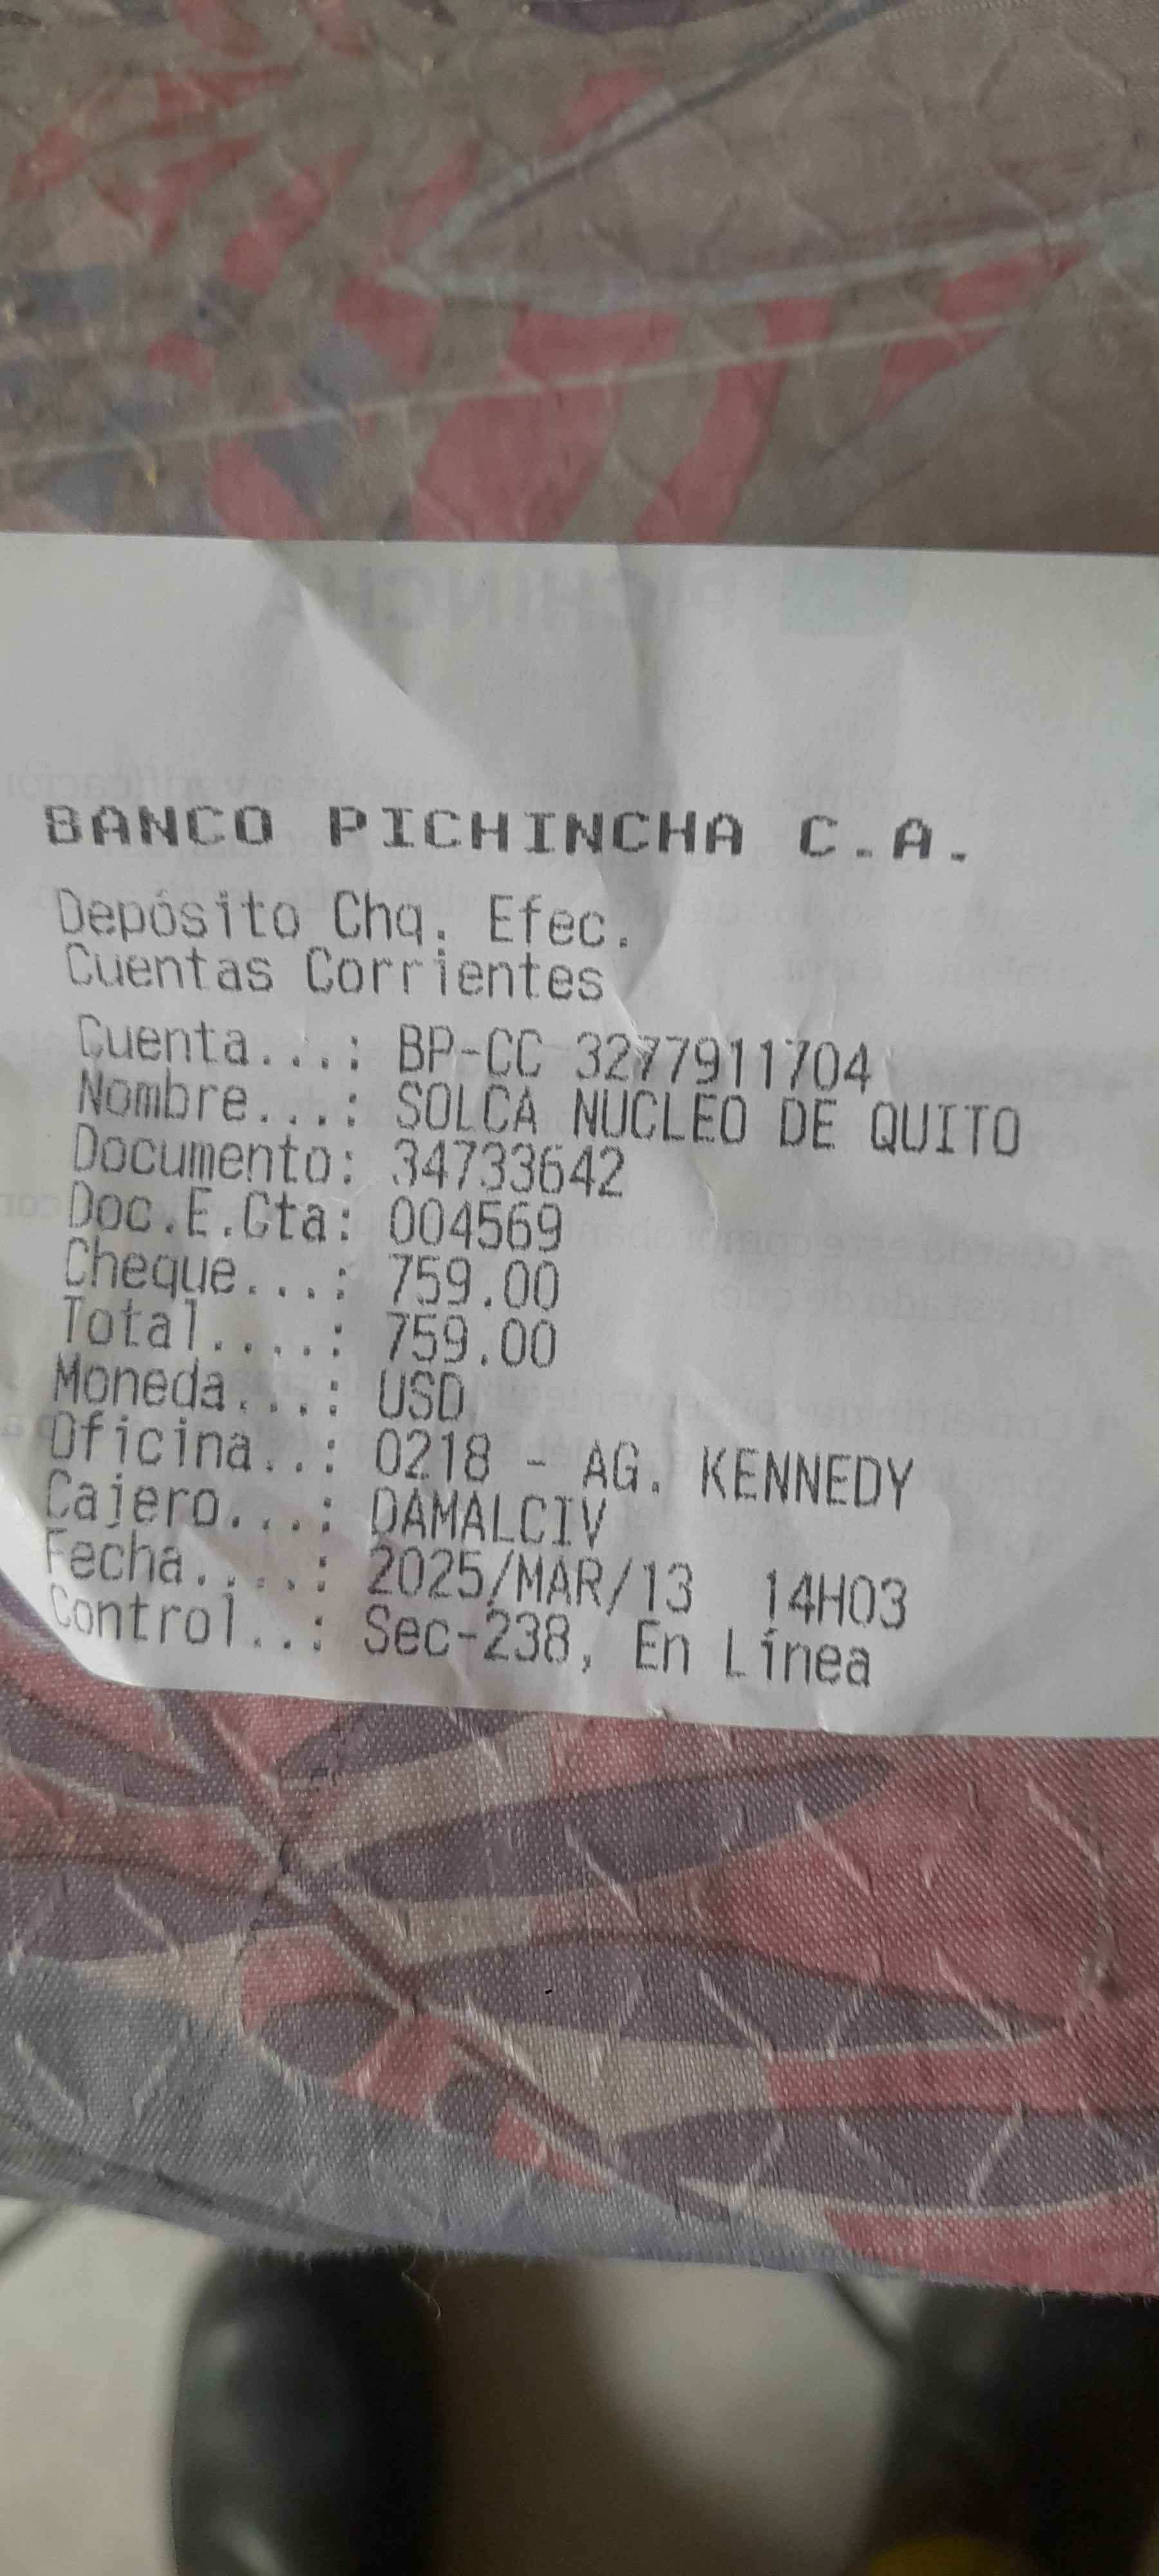 BANCO PICHINCHA C.A.
Depósito Chq. Efec.
Cuentas Corrientes
Cuenta...: BP-CC 3277911704
Nombre...: SOLCA NUCLEO DE QUITO
Documento: 34733642
Doc.E.Cta: 004569
Cheque...: 759.00
Total....: 759.00
Moneda...: USD
Oficina..: 0218 - AG. KENNEDY
Cajero...: DAMALCIV
Fecha....: 2025/MAR/13 14H03
Control..: Sec-238, En Línea